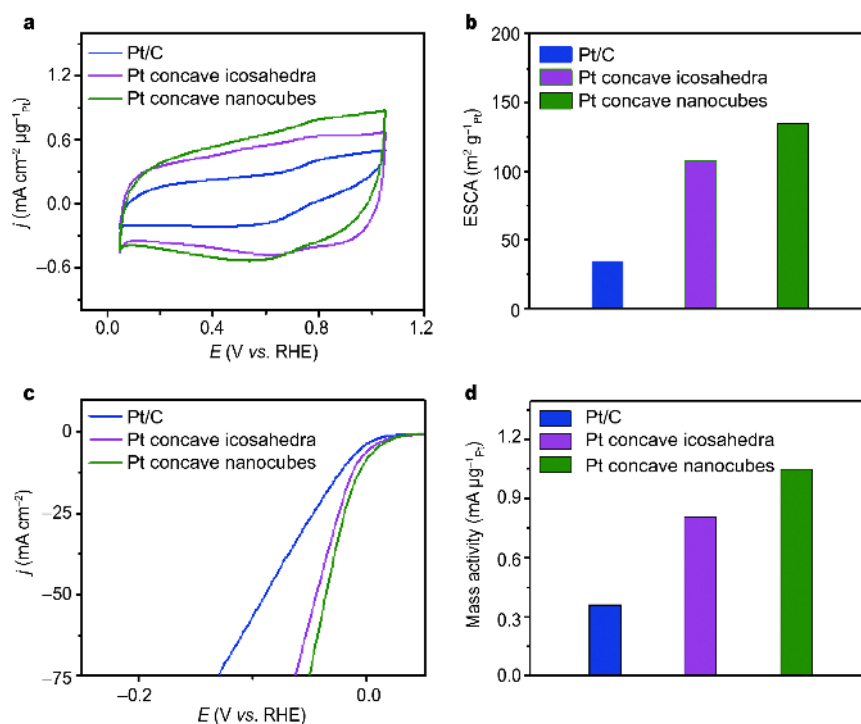 a
Pt/C
Pt concave icosahedra
Pt concave nanocubes
j (mA cm⁻² µg⁻¹Pt)
1.2
0.6
0.0
−0.6
0.0
0.4
0.8
1.2
E (V vs. RHE)
b
Pt/C
Pt concave icosahedra
Pt concave nanocubes
ESCA (m² g⁻¹Pt)
200
150
100
50
0
c
Pt/C
Pt concave icosahedra
Pt concave nanocubes
j (mA cm⁻²)
0
−25
−50
−75
−0.2
0.0
E (V vs. RHE)
d
Pt/C
Pt concave icosahedra
Pt concave nanocubes
Mass activity (mA µg⁻¹Pt)
1.2
0.9
0.6
0.3
0.0